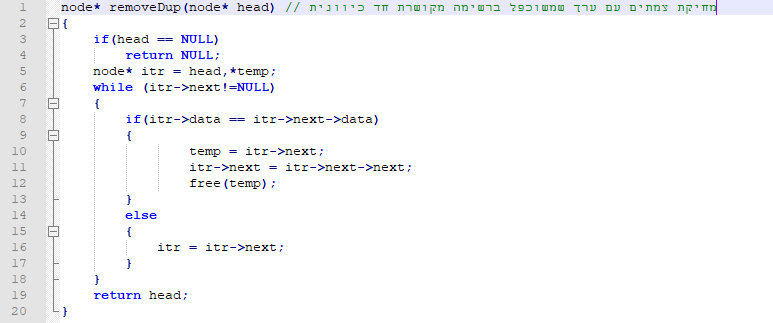 1 node* removeDup(node* head) // מחיקת צמתים עם ערך שמשוכפל ברשימה מקושרת חד כיוונית
2 {
3 if(head == NULL)
4 return NULL;
5 node* itr = head,*temp;
6 while (itr->next!=NULL)
7 {
8 if(itr->data == itr->next->data)
9 {
10 temp = itr->next;
11 itr->next = itr->next->next;
12 free(temp);
13 }
14 else
15 {
16 itr = itr->next;
17 }
18 }
19 return head;
20 }